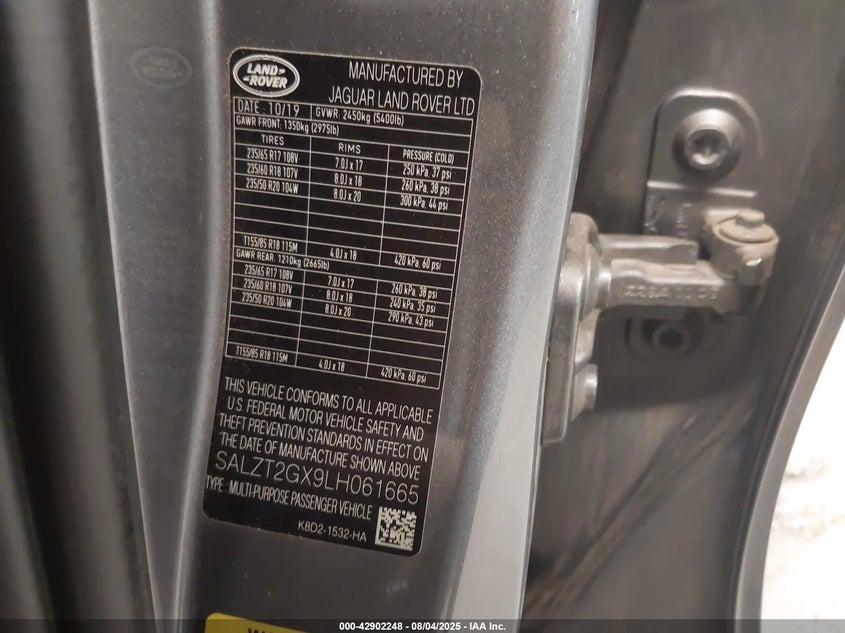 LAND
ROVER
MANUFACTURED BY
JAGUAR LAND ROVER LTD
DATE : 10/19 GVWR: 2450kg (5400lb)
GAWR FRONT: 1350kg (2975lb)
TIRES RIMS PRESSURE (COLD)
235/65 R17 108V 7.0J x 17 250 kPa, 37 psi
235/60 R18 107V 8.0J x 18 260 kPa, 38 psi
235/50 R20 104W 8.0J x 20 300 kPa, 44 psi
T155/85 R18 115M 4.0J x 18 420 kPa, 60 psi
GAWR REAR: 1210kg (2665lb)
235/65 R17 108V 7.0J x 17 260 kPa, 38 psi
235/60 R18 107V 8.0J x 18 240 kPa, 35 psi
235/50 R20 104W 8.0J x 20 290 kPa, 43 psi
T155/85 R18 115M 4.0J x 18 420 kPa, 60 psi
THIS VEHICLE CONFORMS TO ALL APPLICABLE
U.S. FEDERAL MOTOR VEHICLE SAFETY AND
THEFT PREVENTION STANDARDS IN EFFECT ON
THE DATE OF MANUFACTURE SHOWN ABOVE
SALZT2GX9LH061665
TYPE : MULTI-PURPOSE PASSENGER VEHICLE
K8D2-1532-HA
000-42902248 - 08/04/2025 - IAA Inc.